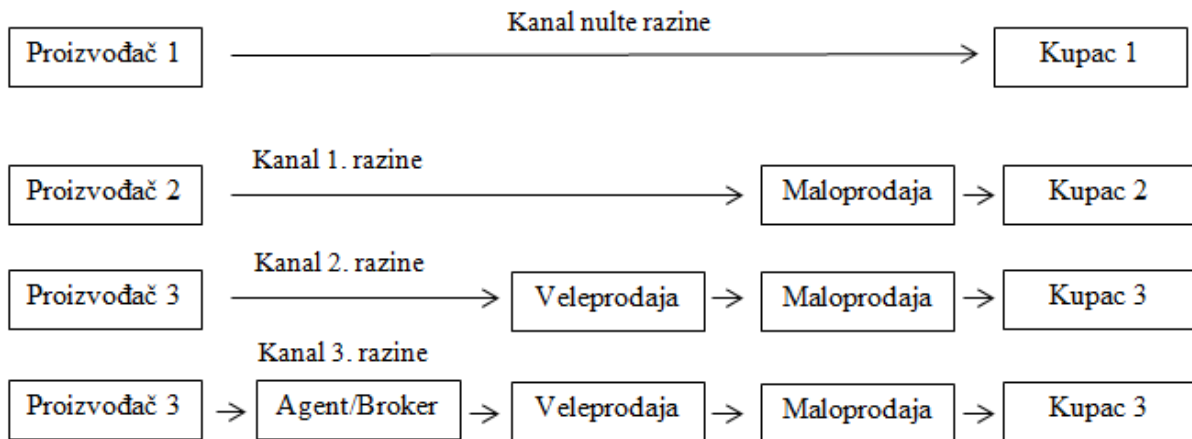 Kanal nulte razine
Proizvođač 1 Kupac 1
Kanal 1. razine
Proizvođač 2 Maloprodaja Kupac 2
Kanal 2. razine
Proizvođač 3 Veleprodaja Maloprodaja Kupac 3
Kanal 3. razine
Proizvođač 3 Agent/Broker Veleprodaja Maloprodaja Kupac 3